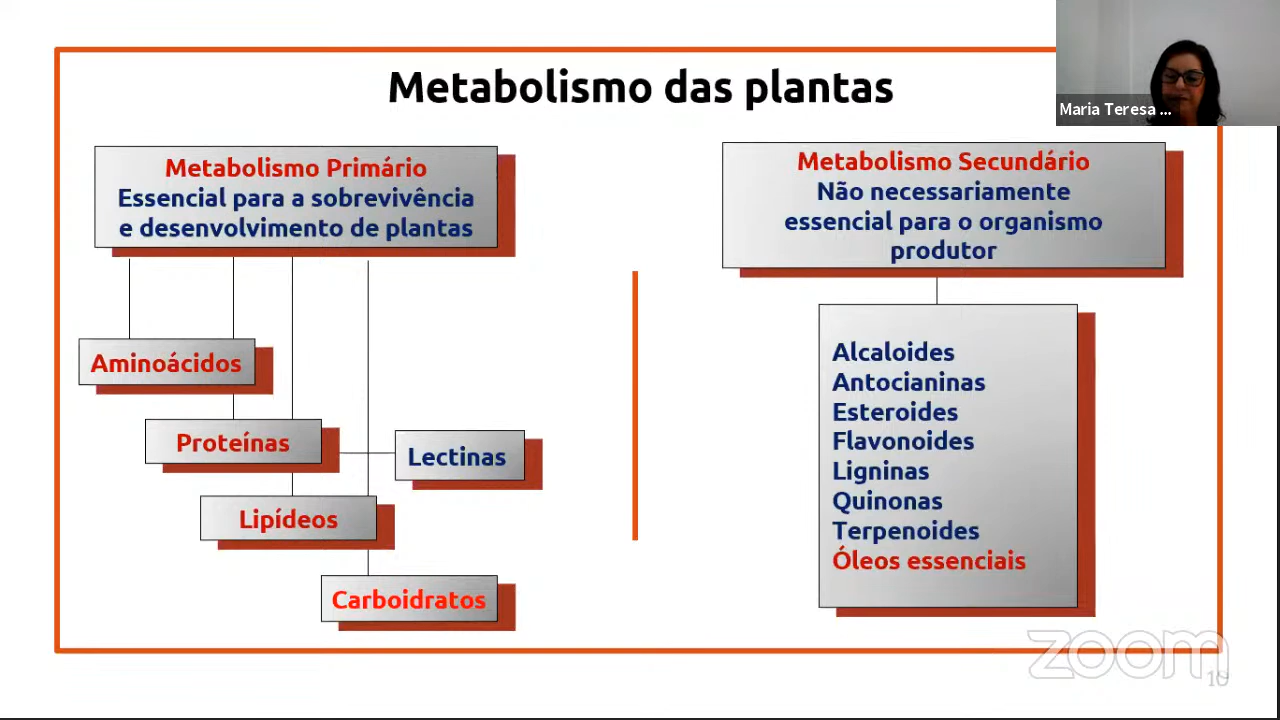 Metabolismo das plantas
Maria Teresa ...
Metabolismo Primário
Essencial para a sobrevivência
e desenvolvimento de plantas
Metabolismo Secundário
Não necessariamente
essencial para o organismo
produtor
Aminoácidos
Proteínas
Lectinas
Lipídeos
Carboidratos
Alcaloides
Antocianinas
Esteroides
Flavonoides
Ligninas
Quinonas
Terpenoides
Óleos essenciais
zoom